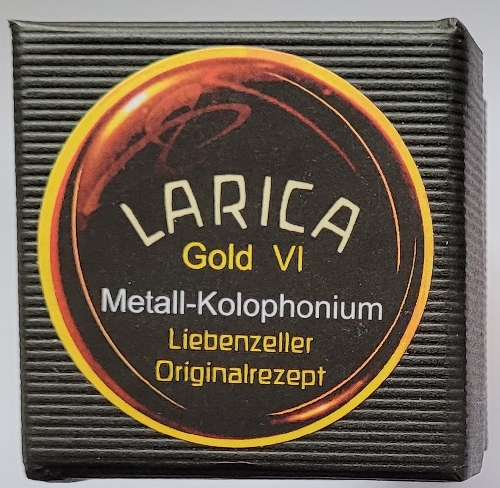 LARICA
Gold VI
Metall-Kolophonium
Liebenzeller
Originalrezept